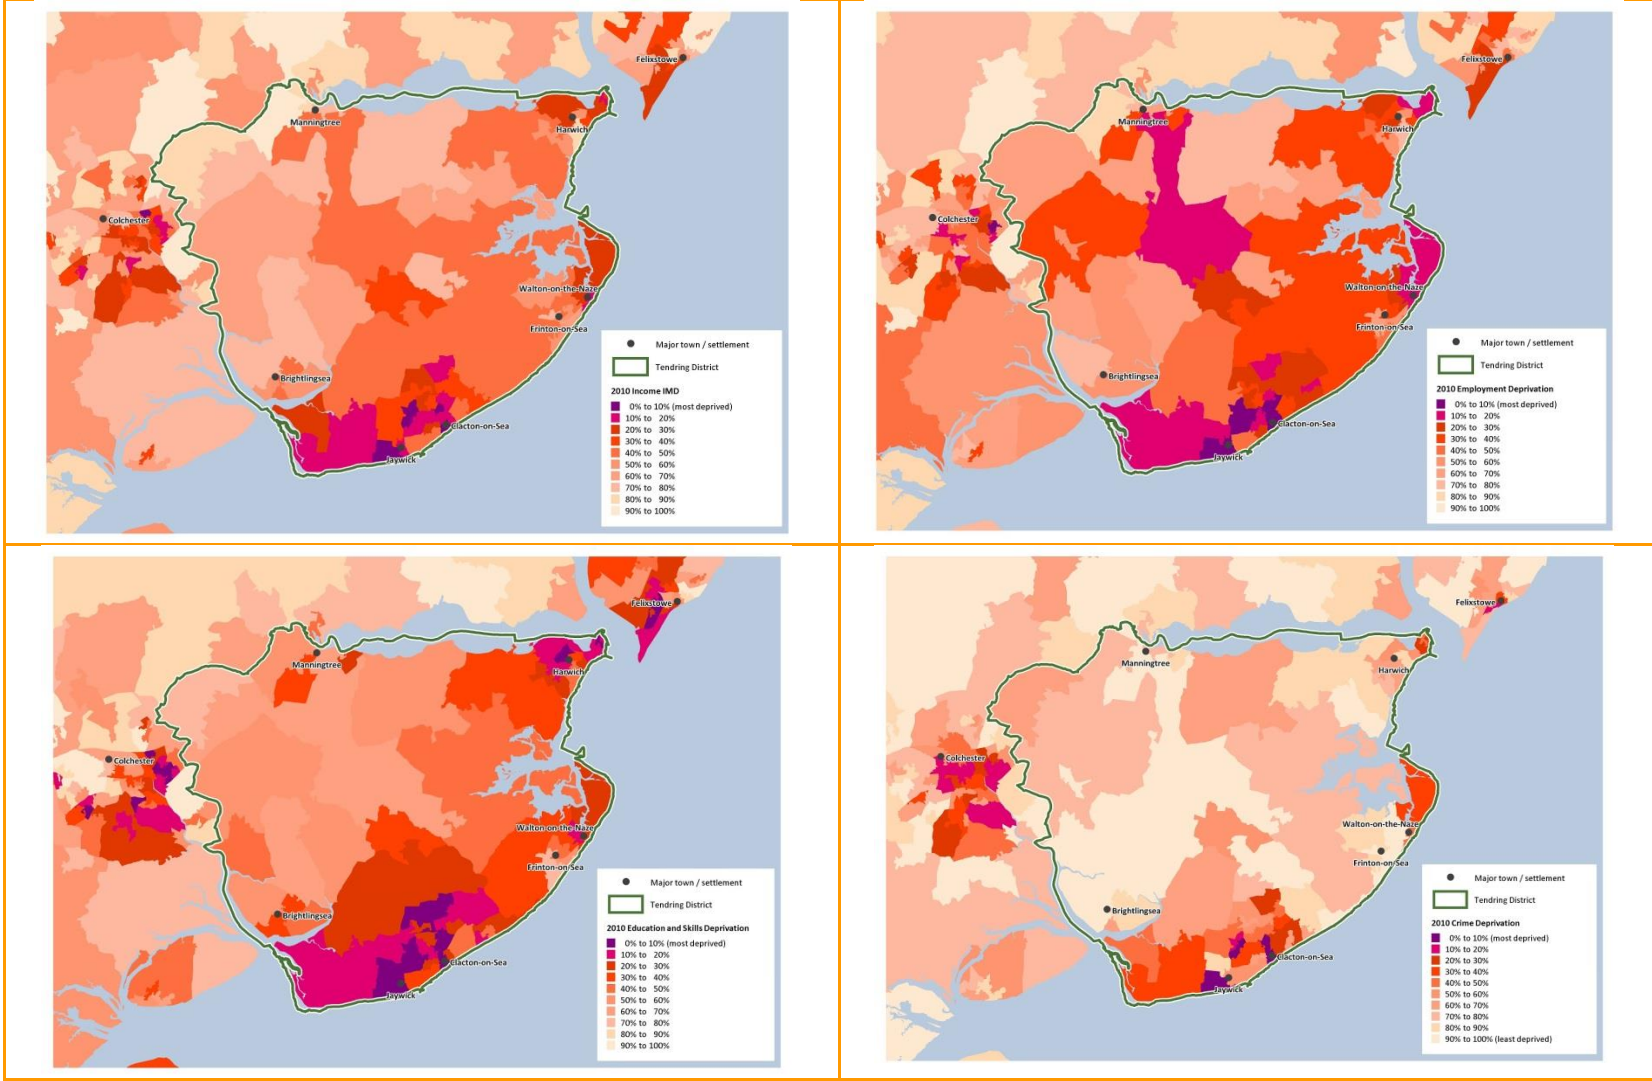 Felixstowe
Manningtree
Harwich
Colchester
Walton-on-the-Naze
Frinton-on-Sea
Brightlingsea
Clacton-on-Sea
Jaywick
Major town / settlement
Tendring District
2010 Income IMD
0% to 10% (most deprived)
10% to 20%
20% to 30%
30% to 40%
40% to 50%
50% to 60%
60% to 70%
70% to 80%
80% to 90%
90% to 100%
Felixstowe
Manningtree
Harwich
Colchester
Walton-on-the-Naze
Frinton-on-Sea
Brightlingsea
Clacton-on-Sea
Jaywick
Major town / settlement
Tendring District
2010 Employment Deprivation
0% to 10% (most deprived)
10% to 20%
20% to 30%
30% to 40%
40% to 50%
50% to 60%
60% to 70%
70% to 80%
80% to 90%
90% to 100%
Felixstowe
Manningtree
Harwich
Colchester
Walton-on-the-Naze
Frinton-on-Sea
Brightlingsea
Clacton-on-Sea
Jaywick
Major town / settlement
Tendring District
2010 Education and Skills Deprivation
0% to 10% (most deprived)
10% to 20%
20% to 30%
30% to 40%
40% to 50%
50% to 60%
60% to 70%
70% to 80%
80% to 90%
90% to 100%
Felixstowe
Manningtree
Harwich
Colchester
Walton-on-the-Naze
Frinton-on-Sea
Brightlingsea
Clacton-on-Sea
Jaywick
Major town / settlement
Tendring District
2010 Crime Deprivation
0% to 10% (most deprived)
10% to 20%
20% to 30%
30% to 40%
40% to 50%
50% to 60%
60% to 70%
70% to 80%
80% to 90%
90% to 100% (least deprived)